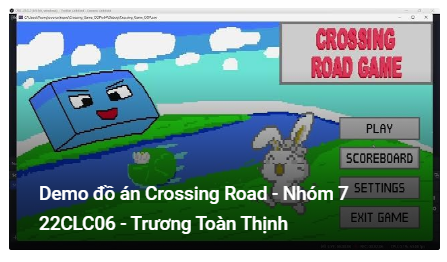 CROSSING
ROAD GAME
PLAY
SCOREBOARD
SETTINGS
EXIT GAME
Demo đồ án Crossing Road - Nhóm 7
22CLC06 - Trương Toàn Thịnh